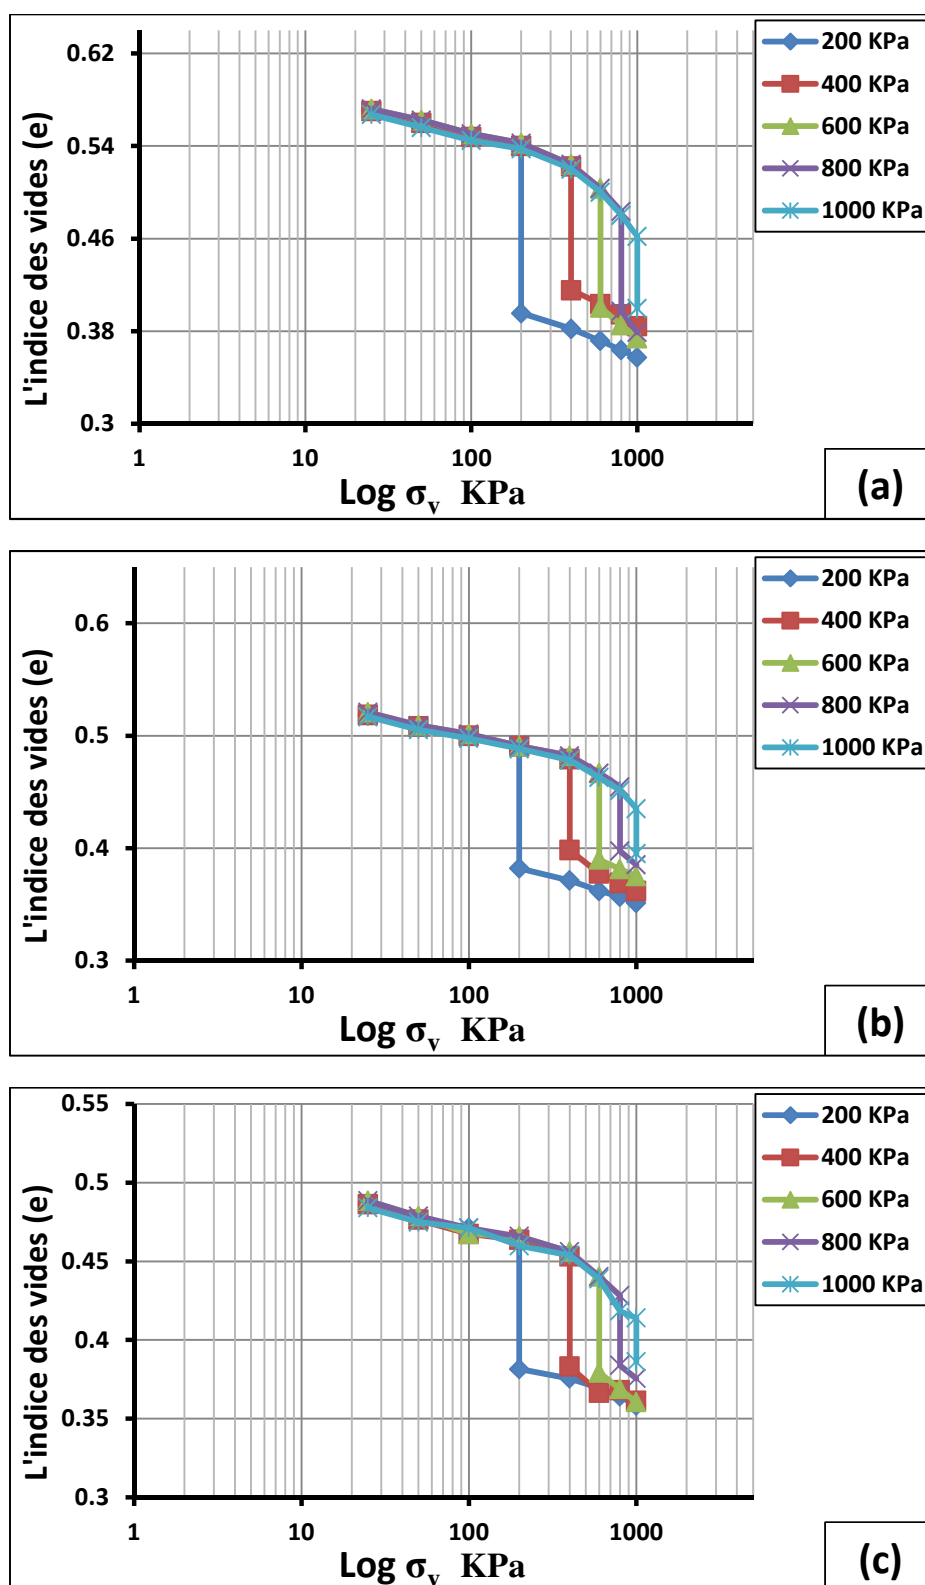 0.62
0.54
0.46
0.38
0.3
L'indice des vides (e)
1 10 100 1000
Log σv KPa
200 KPa
400 KPa
600 KPa
800 KPa
1000 KPa
(a)
0.6
0.5
0.4
0.3
L'indice des vides (e)
1 10 100 1000
Log σv KPa
200 KPa
400 KPa
600 KPa
800 KPa
1000 KPa
(b)
0.55
0.5
0.45
0.4
0.35
0.3
L'indice des vides (e)
1 10 100 1000
Log σv KPa
200 KPa
400 KPa
600 KPa
800 KPa
1000 KPa
(c)